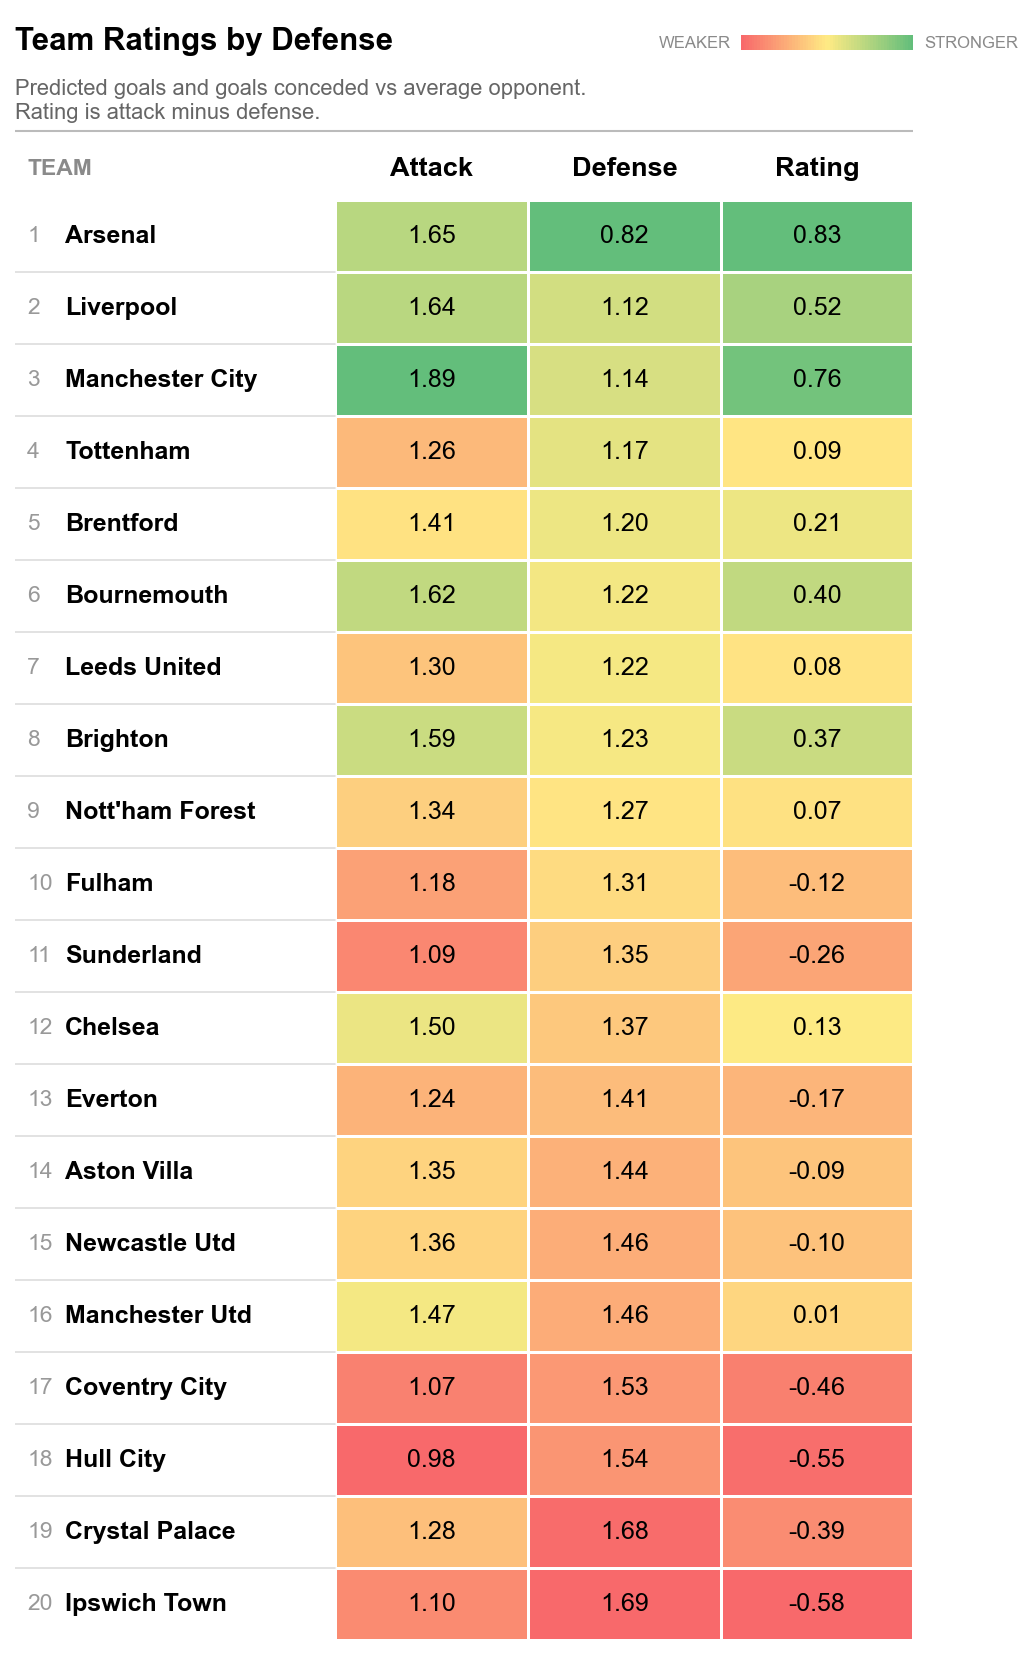 Team Ratings by Defense
WEAKER STRONGER
Predicted goals and goals conceded vs average opponent.
Rating is attack minus defense.
TEAM Attack Defense Rating
1 Arsenal 1.65 0.82 0.83
2 Liverpool 1.64 1.12 0.52
3 Manchester City 1.89 1.14 0.76
4 Tottenham 1.26 1.17 0.09
5 Brentford 1.41 1.20 0.21
6 Bournemouth 1.62 1.22 0.40
7 Leeds United 1.30 1.22 0.08
8 Brighton 1.59 1.23 0.37
9 Nott'ham Forest 1.34 1.27 0.07
10 Fulham 1.18 1.31 -0.12
11 Sunderland 1.09 1.35 -0.26
12 Chelsea 1.50 1.37 0.13
13 Everton 1.24 1.41 -0.17
14 Aston Villa 1.35 1.44 -0.09
15 Newcastle Utd 1.36 1.46 -0.10
16 Manchester Utd 1.47 1.46 0.01
17 Coventry City 1.07 1.53 -0.46
18 Hull City 0.98 1.54 -0.55
19 Crystal Palace 1.28 1.68 -0.39
20 Ipswich Town 1.10 1.69 -0.58